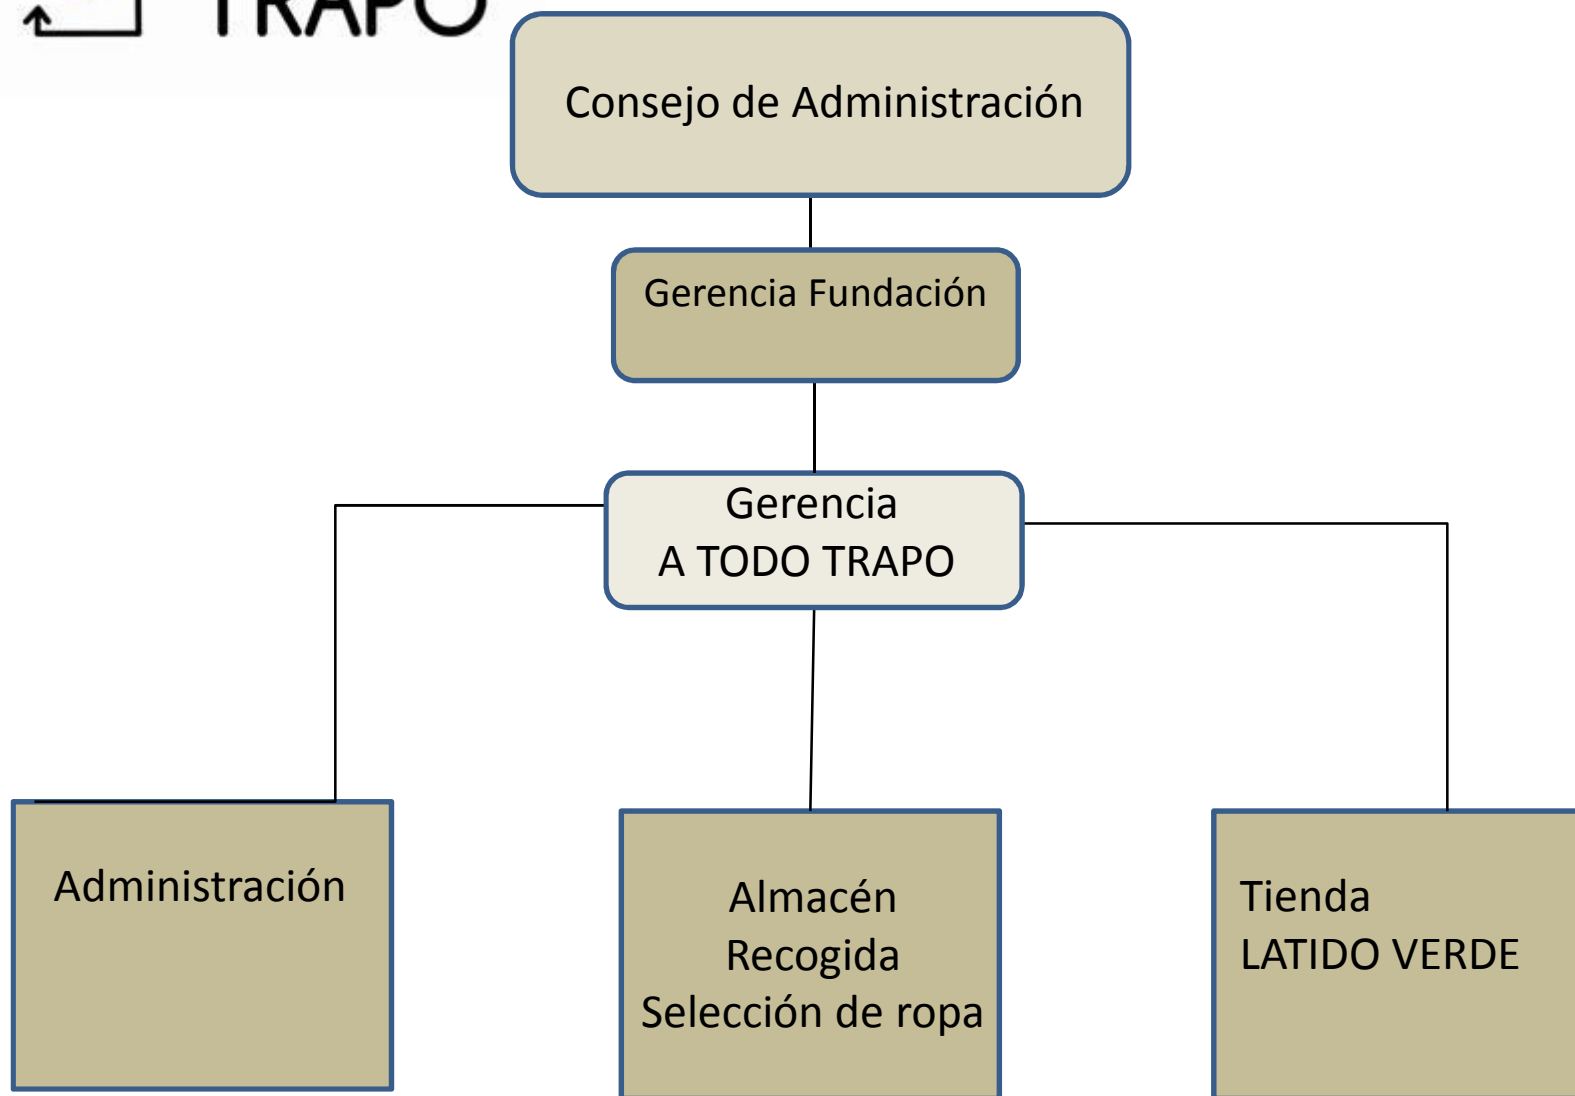 TRAPO
Consejo de Administración
Gerencia Fundación
Gerencia
A TODO TRAPO
Administración
Almacén
Recogida
Selección de ropa
Tienda
LATIDO VERDE